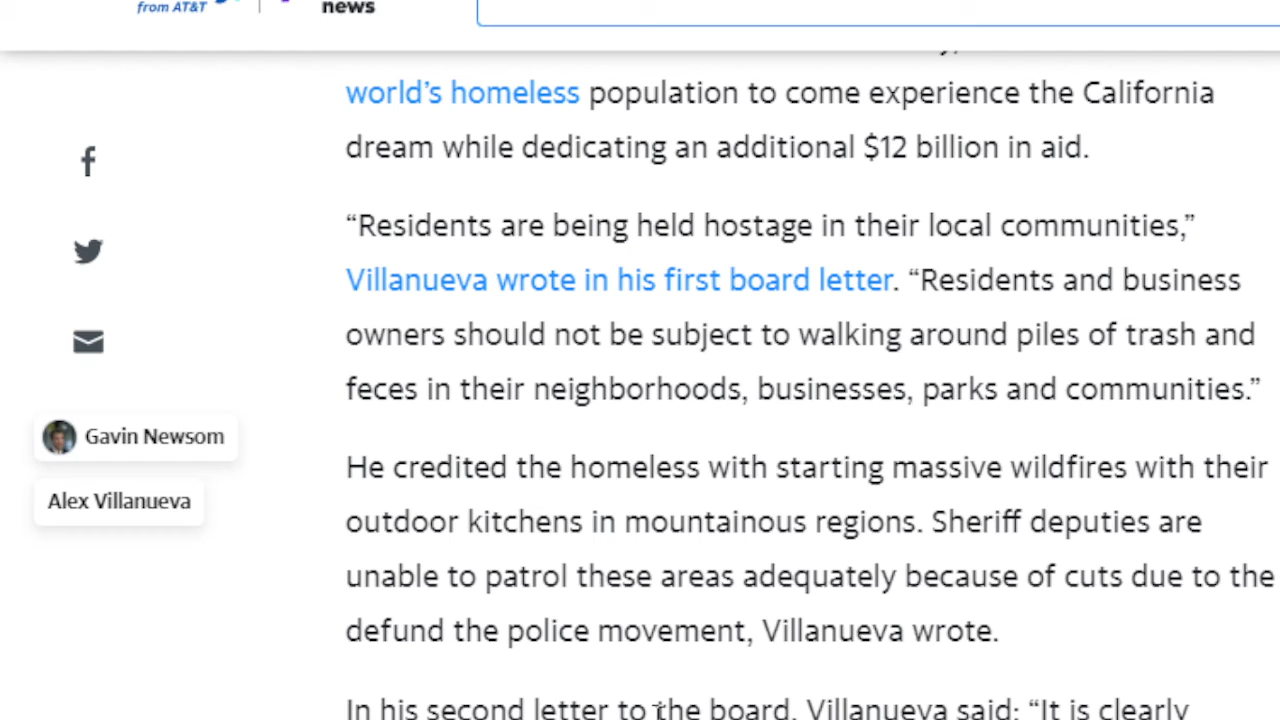 from AT&T
news
world’s homeless population to come experience the California
dream while dedicating an additional $12 billion in aid.
“Residents are being held hostage in their local communities,”
Villanueva wrote in his first board letter. “Residents and business
owners should not be subject to walking around piles of trash and
feces in their neighborhoods, businesses, parks and communities.”
Gavin Newsom
Alex Villanueva
He credited the homeless with starting massive wildfires with their
outdoor kitchens in mountainous regions. Sheriff deputies are
unable to patrol these areas adequately because of cuts due to the
defund the police movement, Villanueva wrote.
In his second letter to the board, Villanueva said: “It is clearly